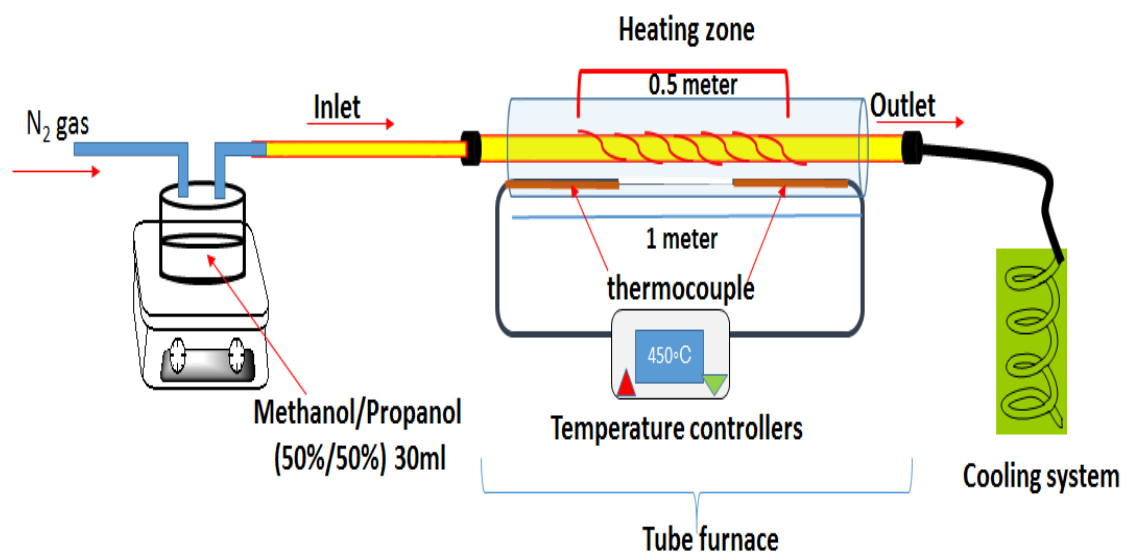 Heating zone
0.5 meter
Inlet
Outlet
N₂ gas
1 meter
thermocouple
450◦C
Methanol/Propanol
(50%/50%) 30ml
Temperature controllers
Cooling system
Tube furnace